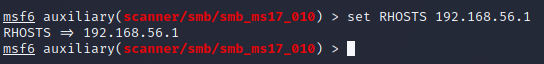 msf6 auxiliary(scanner/smb/smb_ms17_010) > set RHOSTS 192.168.56.1
RHOSTS => 192.168.56.1
msf6 auxiliary(scanner/smb/smb_ms17_010) >